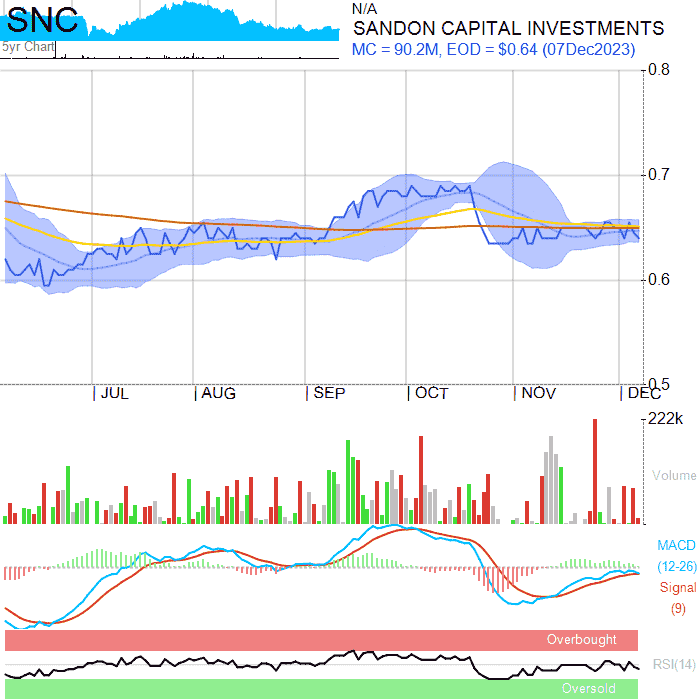 SNC
5yr Chart
N/A
SANDON CAPITAL INVESTMENTS
MC = 90.2M, EOD = $0.64 (07Dec2023)
0.8
0.7
0.6
0.5
JUL AUG SEP OCT NOV DEC
222k
Volume
MACD
(12-26)
Signal
(9)
Overbought
RSI(14)
Oversold